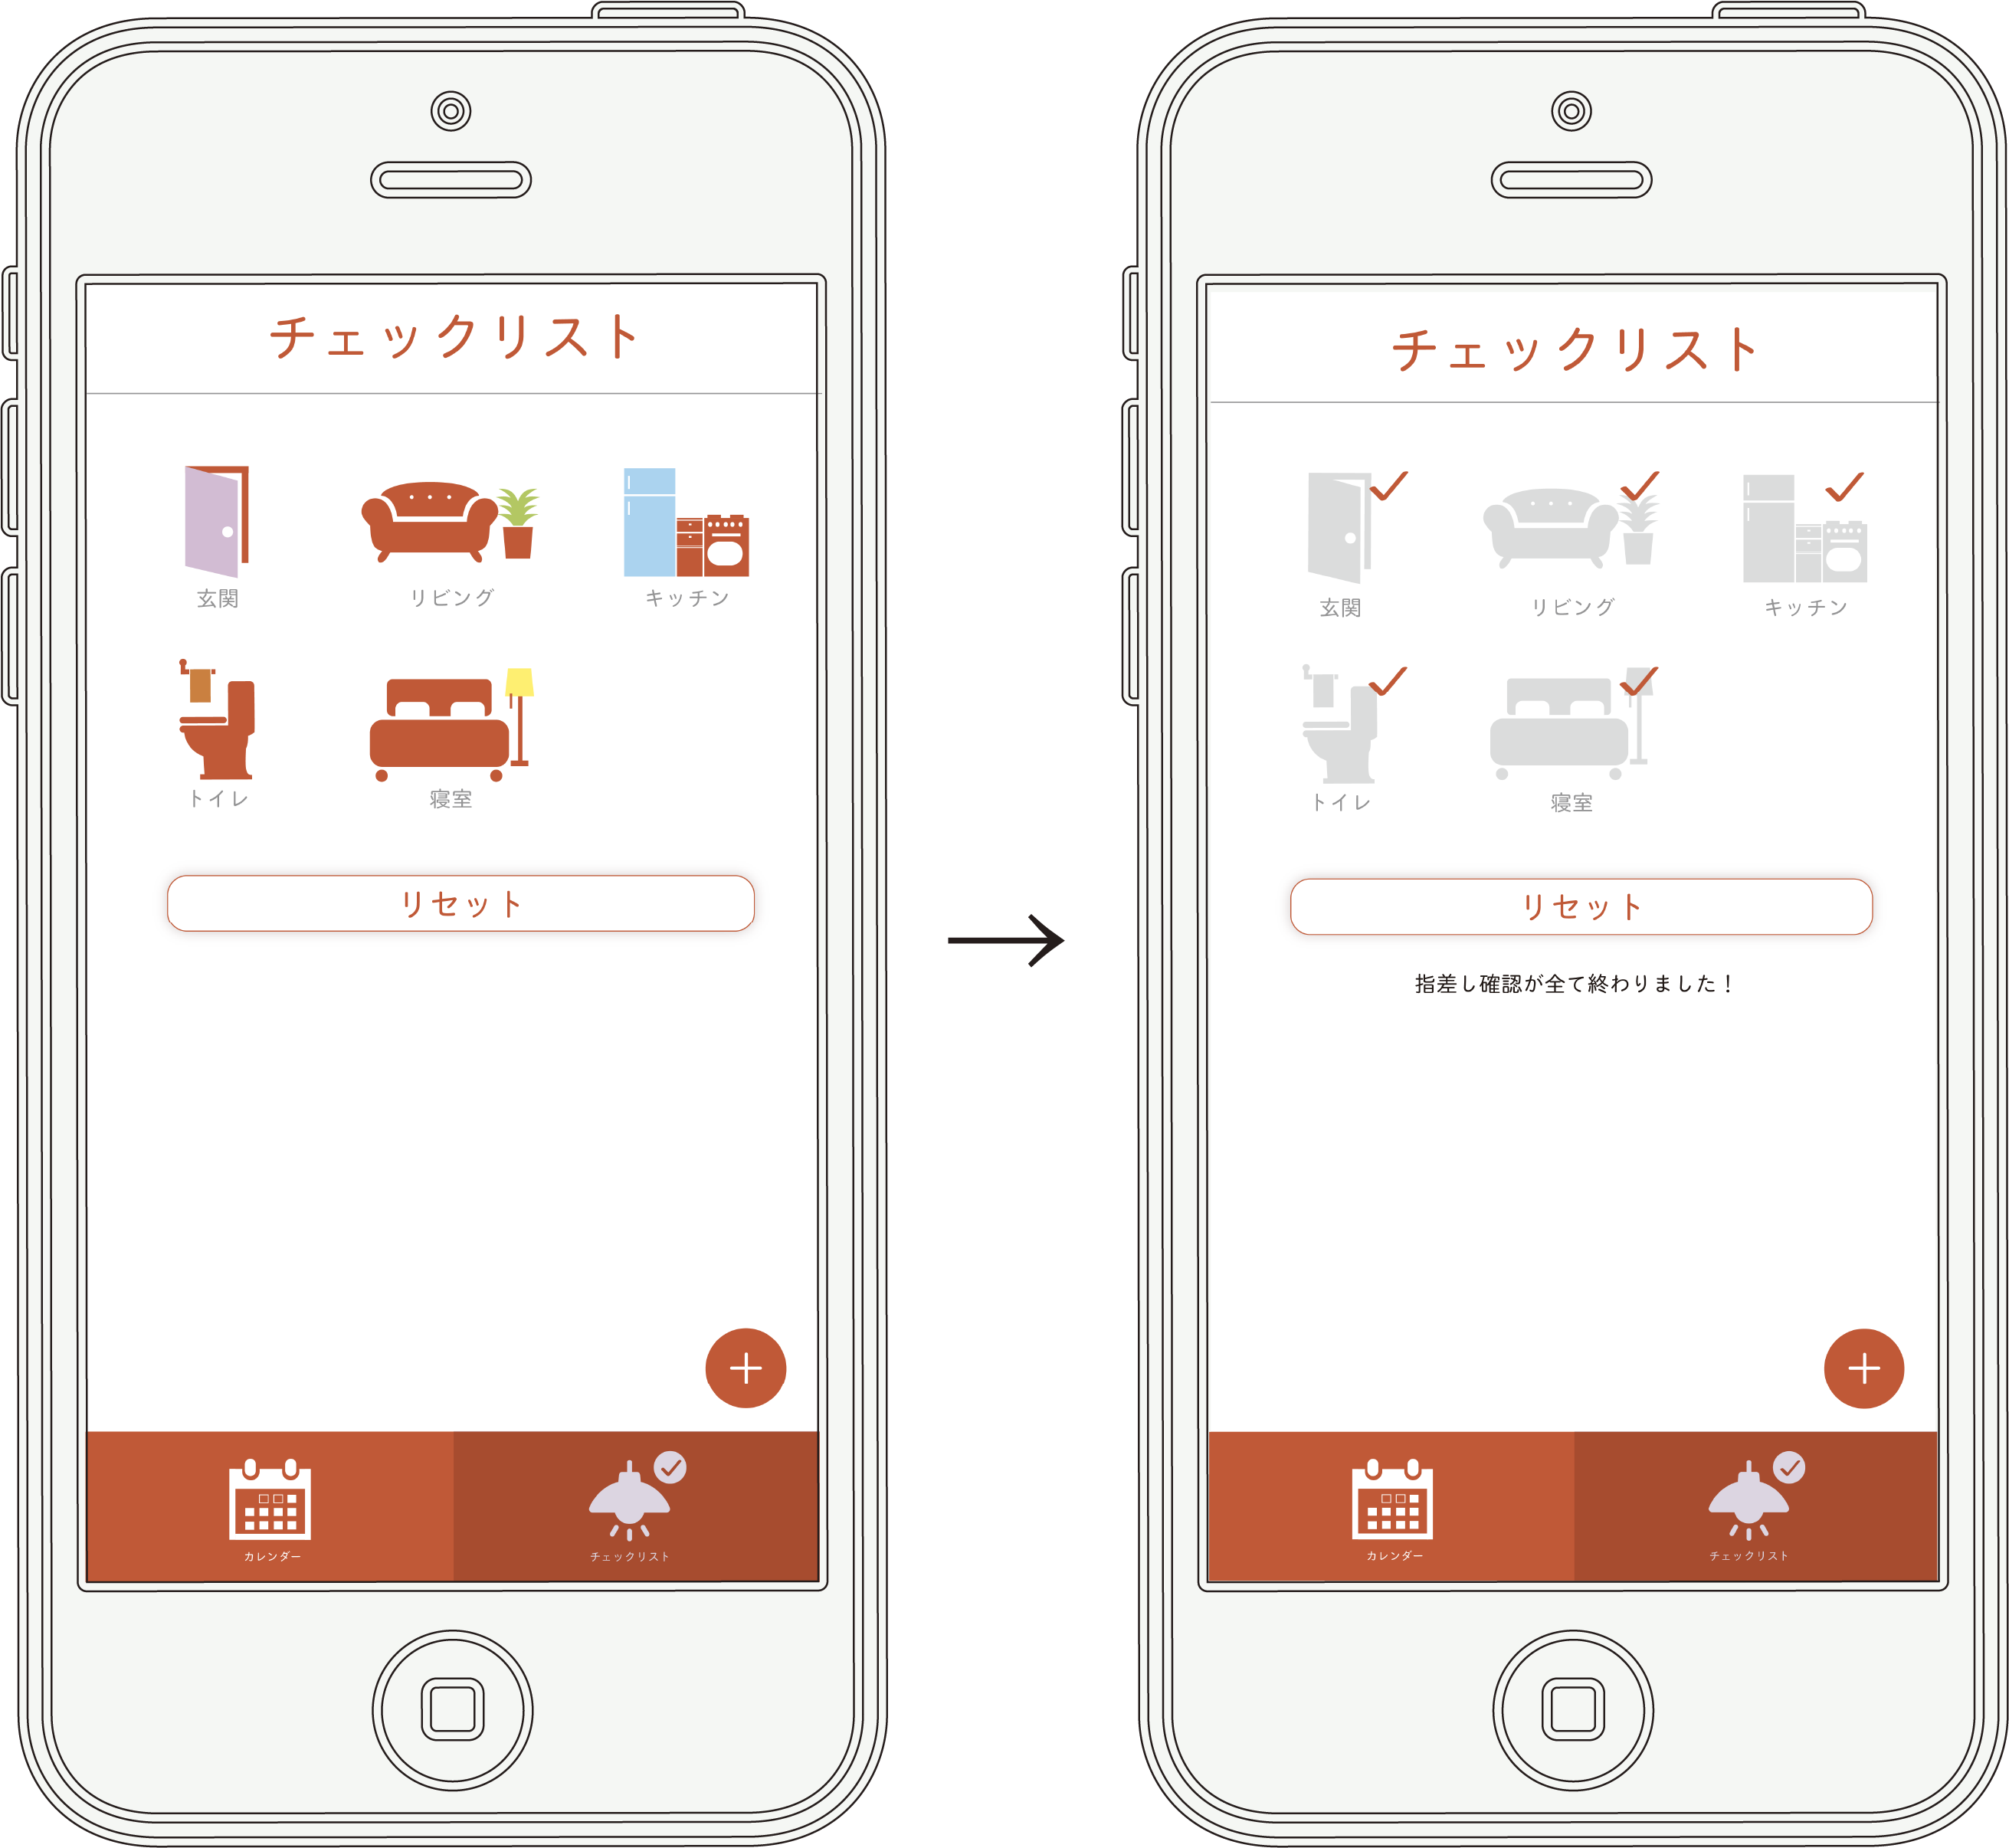 チェックリスト
玄関
リビング
キッチン
トイレ
寝室
リセット
カレンダー
チェックリスト
チェックリスト
玄関
リビング
キッチン
トイレ
寝室
リセット
指差し確認が全て終わりました！
カレンダー
チェックリスト